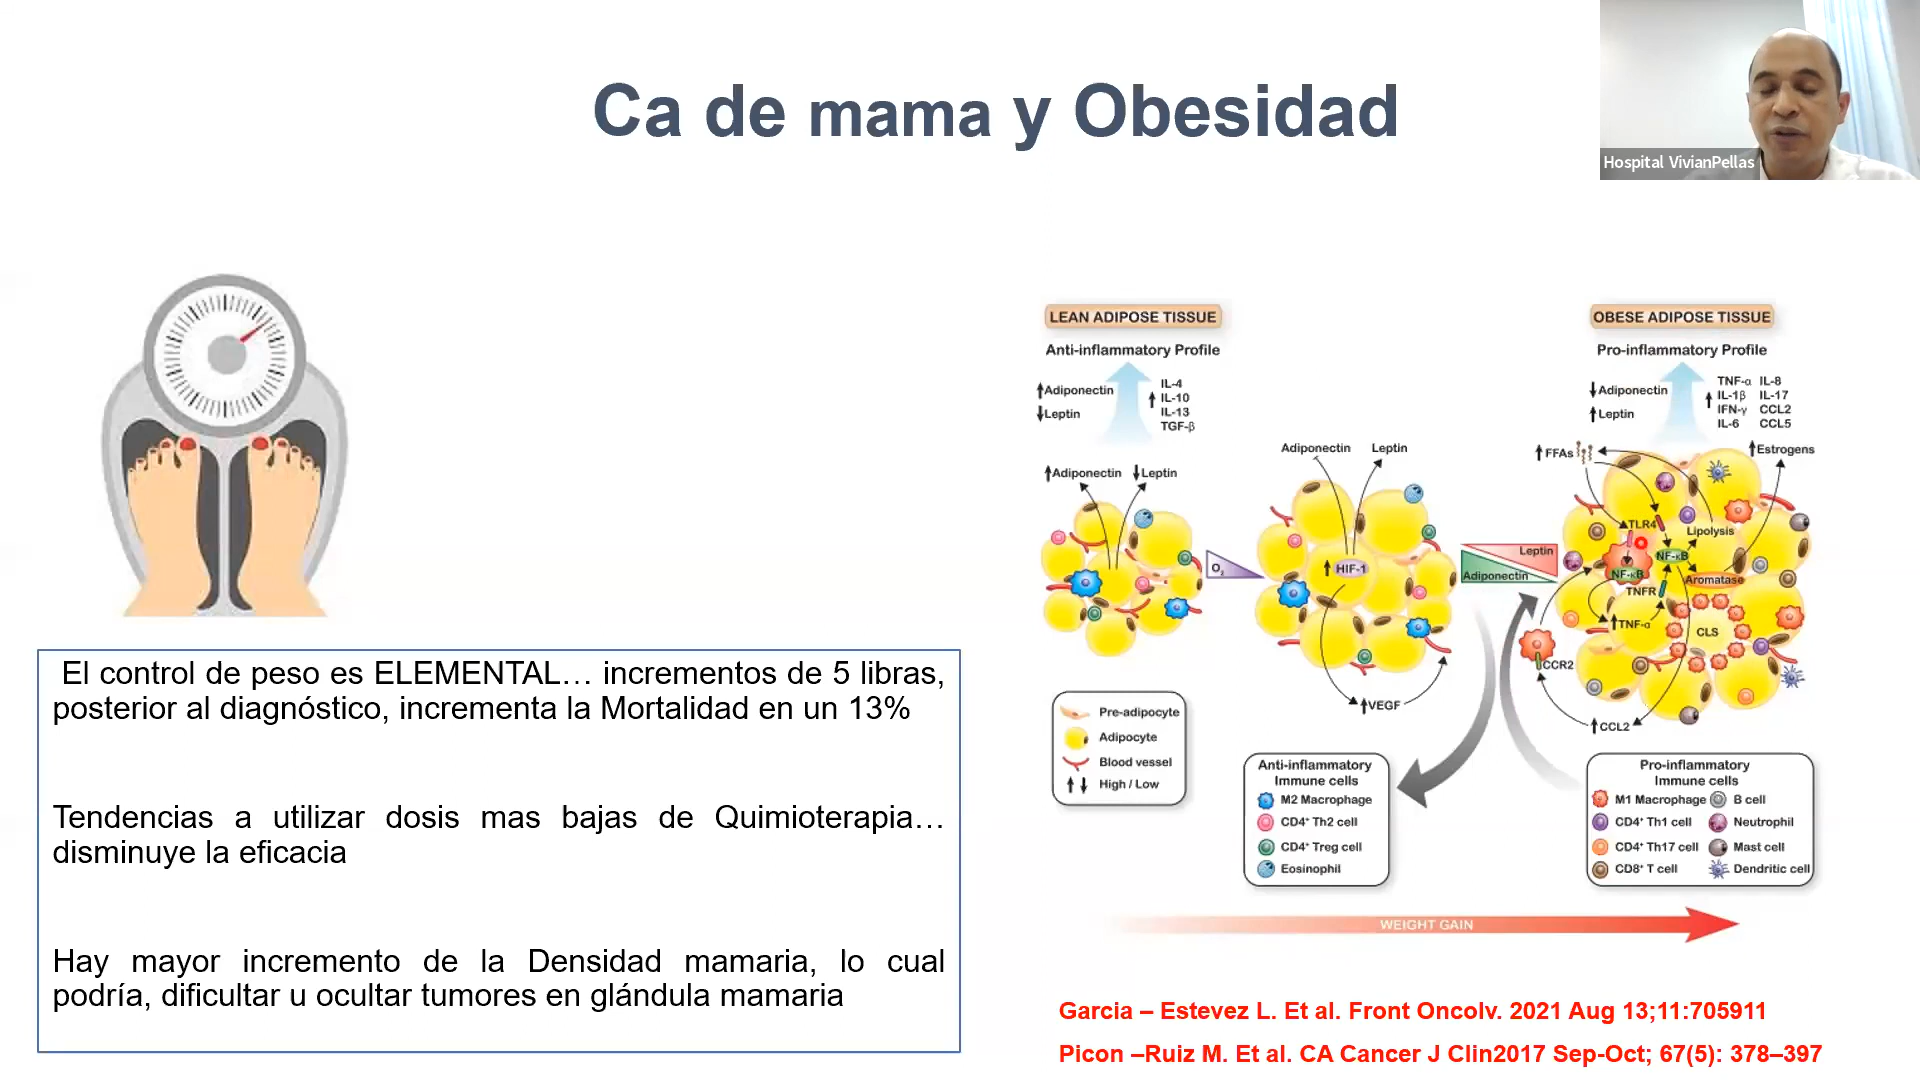 Ca de mama y Obesidad
Hospital VivianPellas
El control de peso es ELEMENTAL… incrementos de 5 libras,
posterior al diagnóstico, incrementa la Mortalidad en un 13%
Tendencias a utilizar dosis mas bajas de Quimioterapia…
disminuye la eficacia
Hay mayor incremento de la Densidad mamaria, lo cual
podría, dificultar u ocultar tumores en glándula mamaria
LEAN ADIPOSE TISSUE
Anti-inflammatory Profile
↑Adiponectin
↓Leptin
↑
IL-4
IL-10
IL-13
TGF-β
↑Adiponectin ↓Leptin
O₂
Adiponectin Leptin
↑ HIF-1
↑VEGF
Leptin
Adiponectin
OBESE ADIPOSE TISSUE
Pro-inflammatory Profile
↓Adiponectin
↑Leptin
↑
TNF-α IL-8
IL-1β IL-17
IFN-γ CCL2
IL-6 CCL5
↑FFAs
↑Estrogens
TLR4
Lipolysis
NF-κB
NF-κB
Aromatase
TNFR
↑TNF-α
CLS
CCR2
↑CCL2
Pre-adipocyte
Adipocyte
Blood vessel
↑↓ High / Low
Anti-inflammatory
Immune cells
M2 Macrophage
CD4⁺ Th2 cell
CD4⁺ Treg cell
Eosinophil
Pro-inflammatory
Immune cells
M1 Macrophage B cell
CD4⁺ Th1 cell Neutrophil
CD4⁺ Th17 cell Mast cell
CD8⁺ T cell Dendritic cell
WEIGHT GAIN
Garcia – Estevez L. Et al. Front Oncolv. 2021 Aug 13;11:705911
Picon –Ruiz M. Et al. CA Cancer J Clin2017 Sep-Oct; 67(5): 378–397